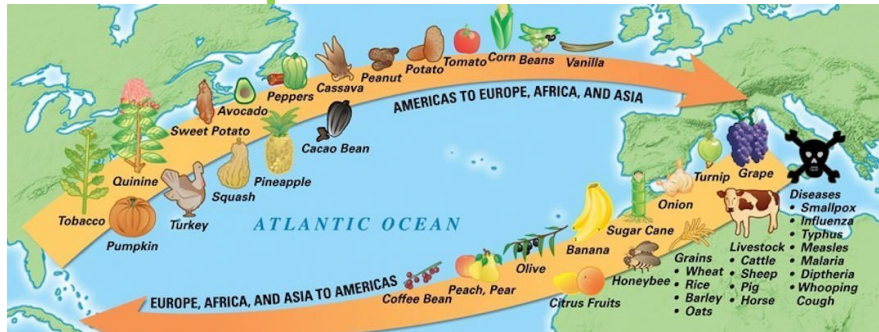 Tobacco
Quinine
Sweet Potato
Avocado
Peppers
Cassava
Peanut
Potato
Tomato
Corn
Beans
Vanilla
AMERICAS TO EUROPE, AFRICA, AND ASIA
Pumpkin
Turkey
Squash
Pineapple
Cacao Bean
ATLANTIC OCEAN
EUROPE, AFRICA, AND ASIA TO AMERICAS
Coffee Bean
Peach, Pear
Olive
Citrus Fruits
Banana
Honeybee
Sugar Cane
Onion
Turnip
Grape
Grains
• Wheat
• Rice
• Barley
• Oats
Livestock
• Cattle
• Sheep
• Pig
• Horse
Diseases
• Smallpox
• Influenza
• Typhus
• Measles
• Malaria
• Diptheria
• Whooping
Cough